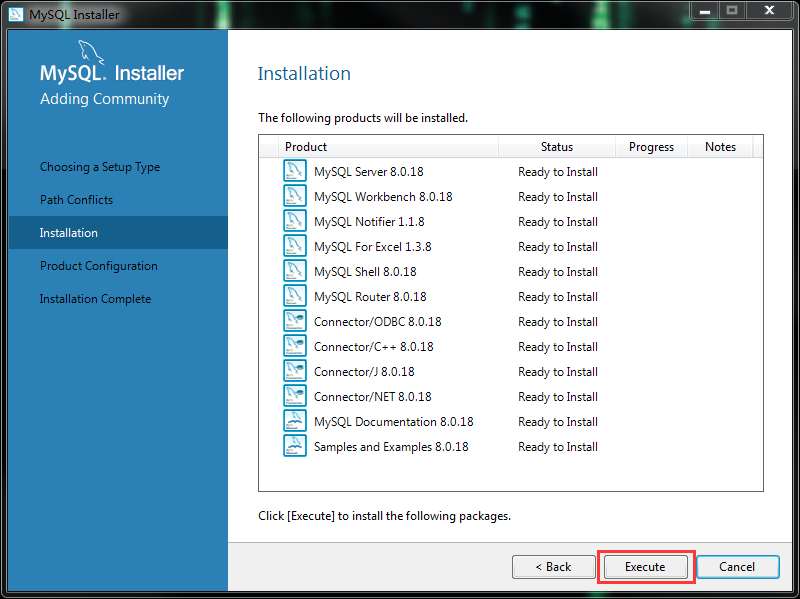 MySQL Installer
MySQL. Installer
Adding Community
Choosing a Setup Type
Path Conflicts
Installation
Product Configuration
Installation Complete
Installation
The following products will be installed.
Product Status Progress Notes
MySQL Server 8.0.18 Ready to Install
MySQL Workbench 8.0.18 Ready to Install
MySQL Notifier 1.1.8 Ready to Install
MySQL For Excel 1.3.8 Ready to Install
MySQL Shell 8.0.18 Ready to Install
MySQL Router 8.0.18 Ready to Install
Connector/ODBC 8.0.18 Ready to Install
Connector/C++ 8.0.18 Ready to Install
Connector/J 8.0.18 Ready to Install
Connector/NET 8.0.18 Ready to Install
MySQL Documentation 8.0.18 Ready to Install
Samples and Examples 8.0.18 Ready to Install
Click [Execute] to install the following packages.
< Back Execute Cancel